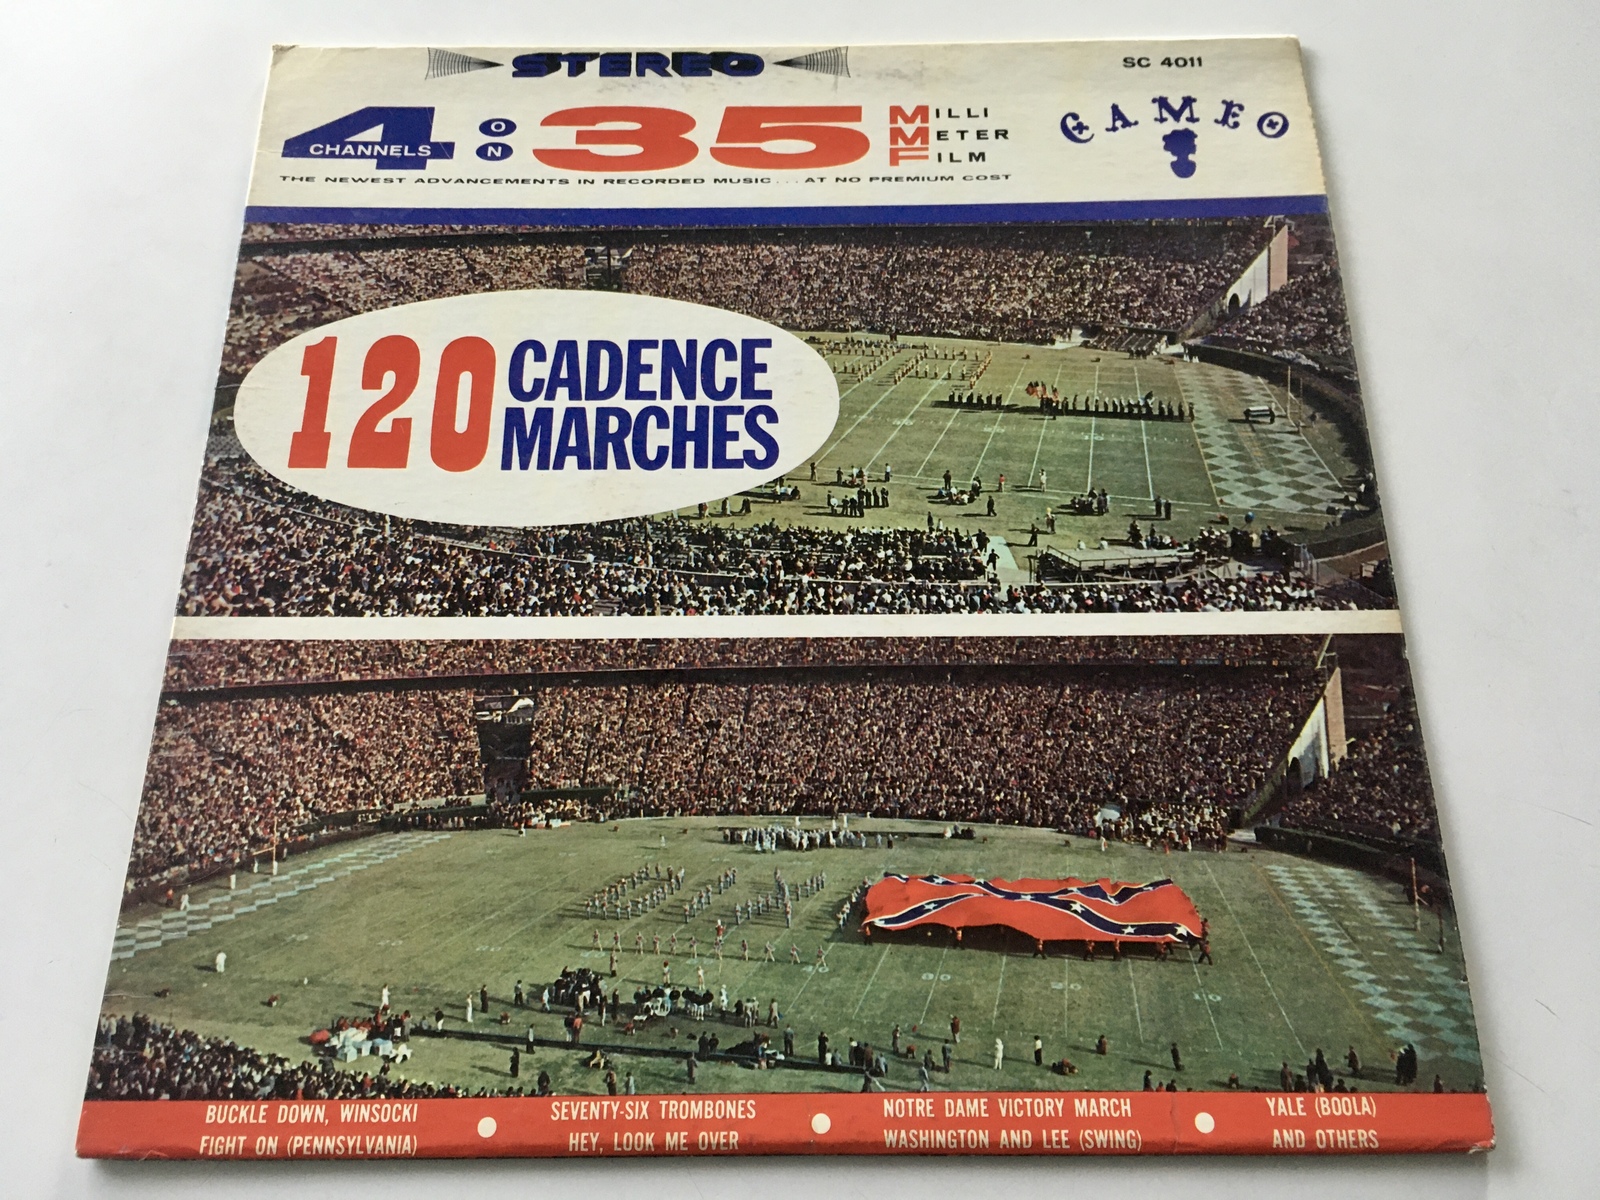 STEREO
SC 4011
4 CHANNELS ON 35 MILLI METER FILM
CAMEO
THE NEWEST ADVANCEMENTS IN RECORDED MUSIC... AT NO PREMIUM COST
120 CADENCE
MARCHES
BUCKLE DOWN, WINSOCKI
FIGHT ON (PENNSYLVANIA)
SEVENTY-SIX TROMBONES
HEY, LOOK ME OVER
NOTRE DAME VICTORY MARCH
WASHINGTON AND LEE (SWING)
YALE (BOOLA)
AND OTHERS